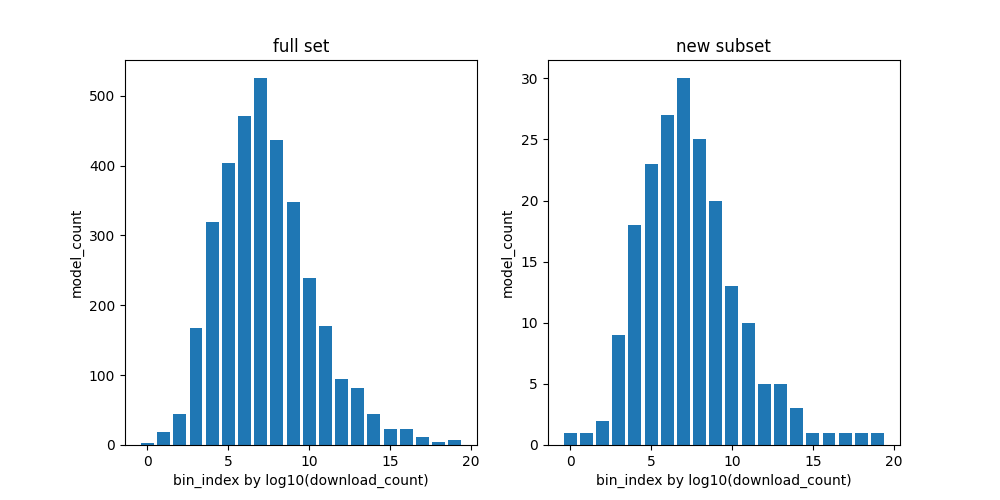 full set
model_count
500
400
300
200
100
0
0 5 10 15 20
bin_index by log10(download_count)
new subset
model_count
30
25
20
15
10
5
0
0 5 10 15 20
bin_index by log10(download_count)